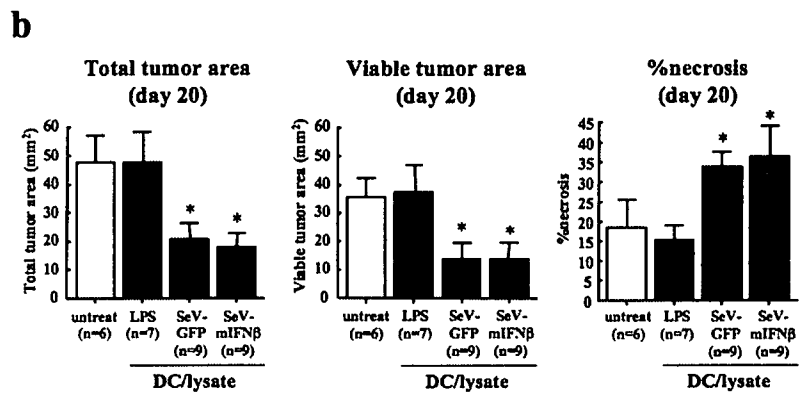 b
Total tumor area
(day 20)
Total tumor area (mm²)
60
50
40
30
20
10
0
*
*
untreat
(n=6)
LPS
(n=7)
SeV-
GFP
(n=9)
SeV-
mIFNβ
(n=9)
DC/lysate
Viable tumor area
(day 20)
Viable tumor area (mm²)
60
50
40
30
20
10
0
*
*
untreat
(n=6)
LPS
(n=7)
SeV-
GFP
(n=9)
SeV-
mIFNβ
(n=9)
DC/lysate
%necrosis
(day 20)
%necrosis
45
40
35
30
25
20
15
10
5
0
*
*
untreat
(n=6)
LPS
(n=7)
SeV-
GFP
(n=9)
SeV-
mIFNβ
(n=9)
DC/lysate